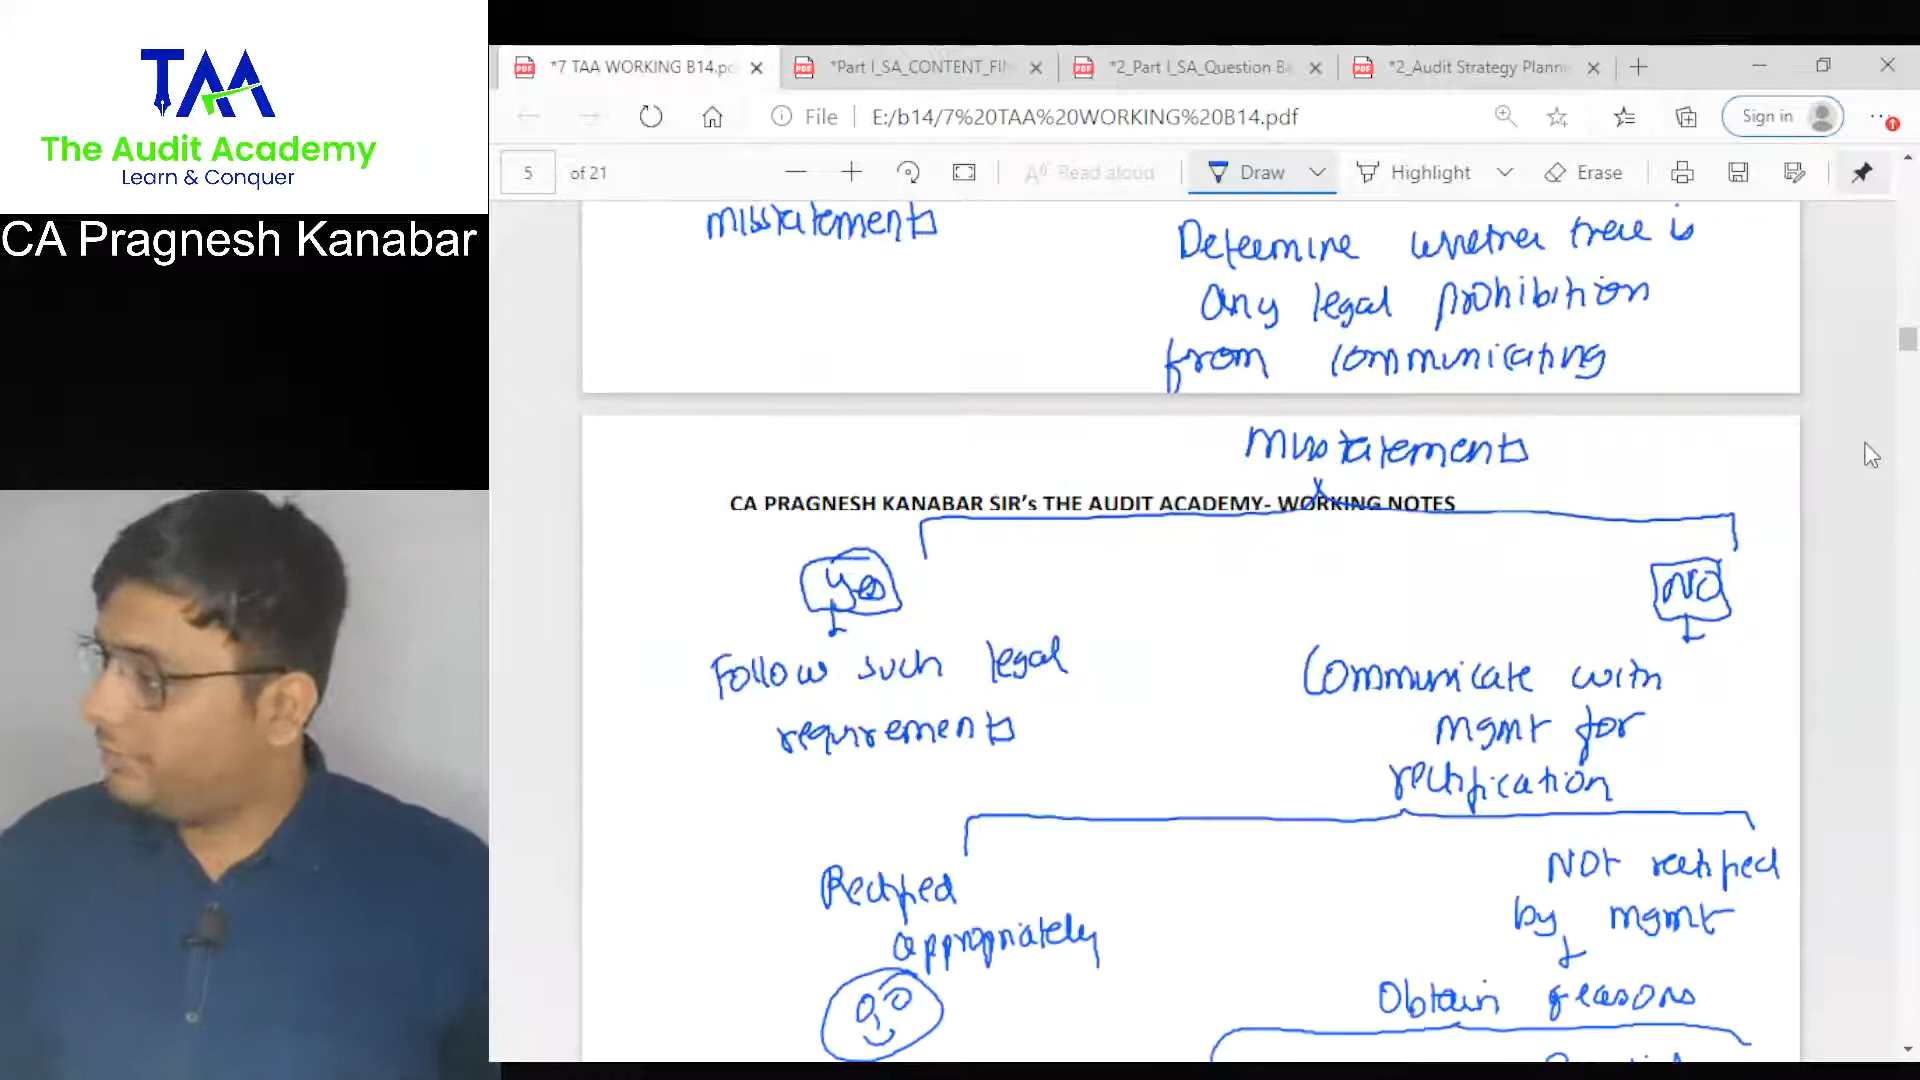 TAA
The Audit Academy
Learn & Conquer
CA Pragnesh Kanabar
*7 TAA WORKING B14.pd
*Part I_SA_CONTENT_FIN
*2_Part I_SA_Question Ba
*2_Audit Strategy Plann
File
E:/b14/7%20TAA%20WORKING%20B14.pdf
Sign in
5 of 21
Read aloud
Draw
Highlight
Erase
misstatements
Determine whether there is
any legal prohibition
from communicating
misstatements
CA PRAGNESH KANABAR SIR's THE AUDIT ACADEMY- WORKING NOTES
Yes
NO
Follow such legal
requirements
Communicate with
mgmt for
rectification
Rectified
appropriately
NOT rectified
by mgmt
Obtain reasons